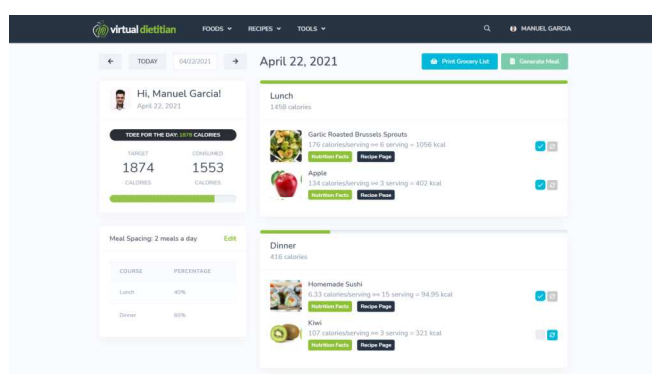 virtual dietitian
FOODS
RECIPES
TOOLS
MANUEL GARCIA
TODAY
04/22/2021
April 22, 2021
Print Grocery List
Generate Meal
Hi, Manuel Garcia!
April 22, 2021
TDEE FOR THE DAY: CALORIES
TARGET
CONSUMED
1874
1553
CALORIES
CALORIES
Meal Spacing: 2 meals a day
Edit
COURSE
PERCENTAGE
Lunch
Dinner
60%
Lunch
1458 calories
Garlic Roasted Brussels Sprouts
176 calories/serving 6 serving = 1056 kcal
Nutrition Facts
Recipe Page
Apple
134 calories/serving 3 serving = 402 kcal
Nutrition Facts
Recipe Page
Dinner
416 calories
Homemade Sushi
6.33 calories/serving 15 serving = 94.95 kcal
Nutrition Facts
Recipe Page
Kiwi
107 calories/serving 3 serving = 321 kcal
Nutrition Facts
Recipe Page